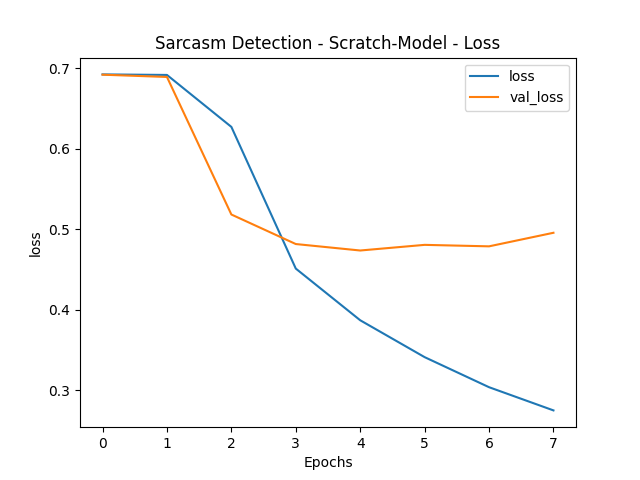 Sarcasm Detection - Scratch-Model - Loss
loss
val_loss
0.7
0.6
0.5
0.4
0.3
loss
0 1 2 3 4 5 6 7
Epochs